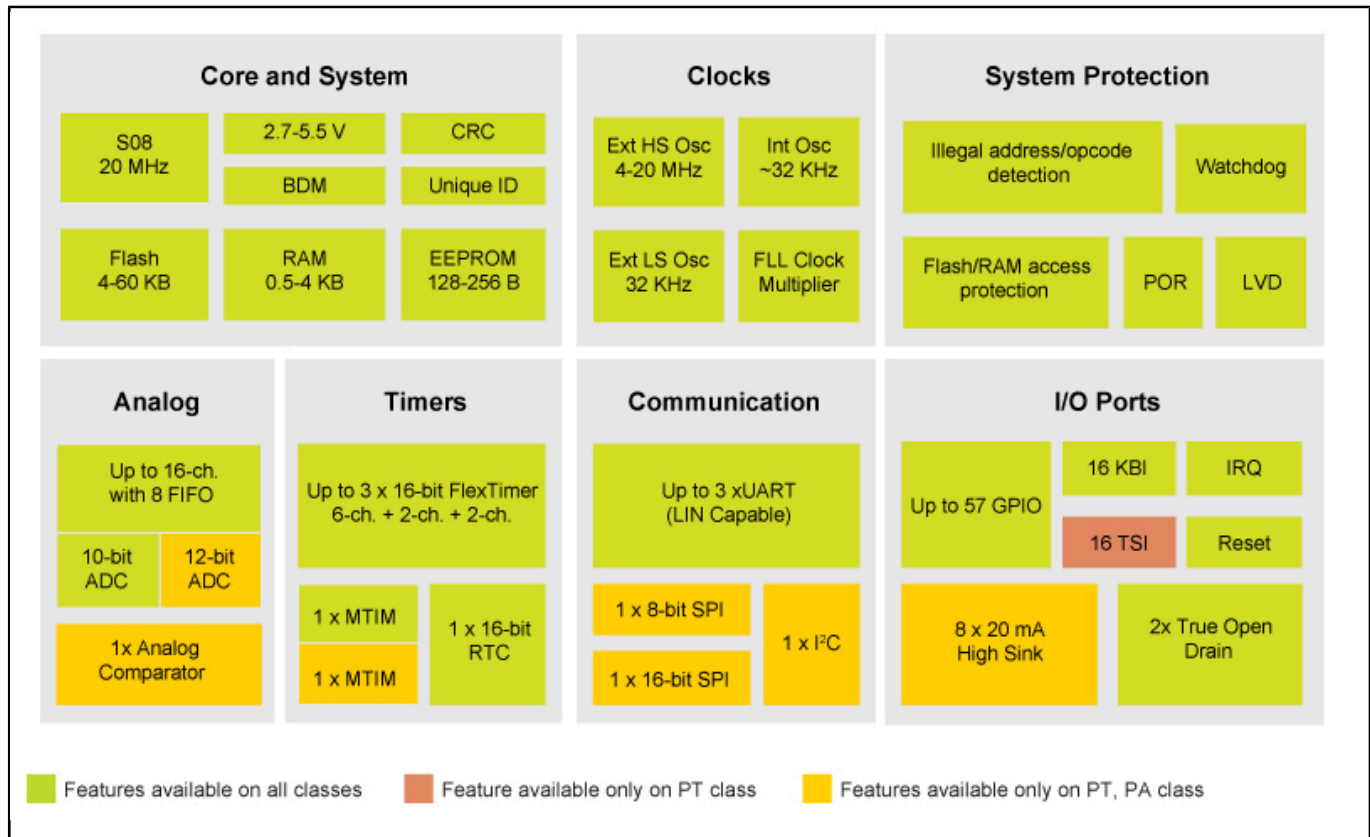 Core and System
S08
20 MHz
2.7-5.5 V
CRC
BDM
Unique ID
Flash
4-60 KB
RAM
0.5-4 KB
EEPROM
128-256 B
Clocks
Ext HS Osc
4-20 MHz
Int Osc
~32 KHz
Ext LS Osc
32 KHz
FLL Clock
Multiplier
System Protection
Illegal address/opcode
detection
Watchdog
Flash/RAM access
protection
POR
LVD
Analog
Up to 16-ch.
with 8 FIFO
10-bit
ADC
12-bit
ADC
1x Analog
Comparator
Timers
Up to 3 x 16-bit FlexTimer
6-ch. + 2-ch. + 2-ch.
1 x MTIM
1 x MTIM
1 x 16-bit
RTC
Communication
Up to 3 xUART
(LIN Capable)
1 x 8-bit SPI
1 x 16-bit SPI
1 x I²C
I/O Ports
Up to 57 GPIO
16 KBI
IRQ
16 TSI
Reset
8 x 20 mA
High Sink
2x True Open
Drain
Features available on all classes
Feature available only on PT class
Features available only on PT, PA class